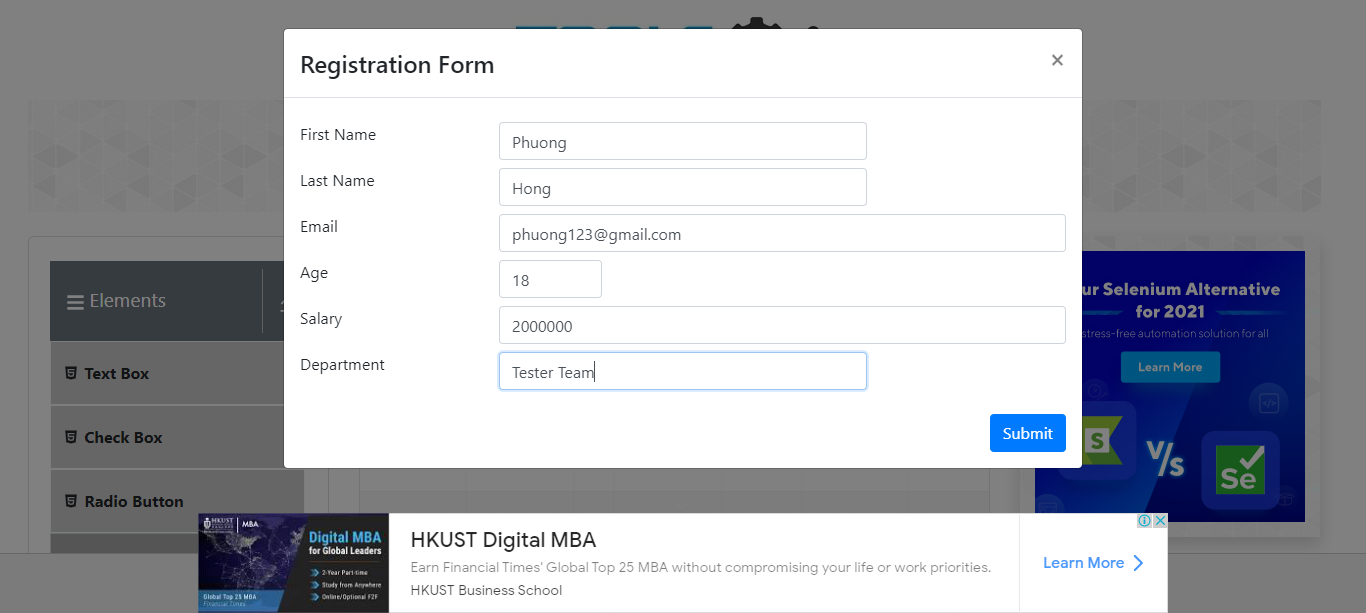 Registration Form
×
First Name
Phuong
Last Name
Hong
Email
phuong123@gmail.com
Age
18
Salary
2000000
Department
Tester Team
Submit
Elements
Text Box
Check Box
Radio Button
ur Selenium Alternative
for 2021
stress-free automation solution for all
Learn More
S
V/s
Se
HKUST
MBA
Digital MBA
for Global Leaders
2-Year Part-time
Study from Anywhere
Online/Optional F2F
Global Top 25 MBA
Financial Times
HKUST Digital MBA
Earn Financial Times' Global Top 25 MBA without compromising your life or work priorities.
HKUST Business School
Learn More